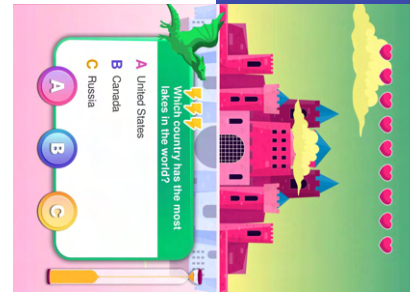 Which country has the most
lakes in the world?
A United States
B Canada
C Russia
A
B
C